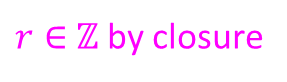 𝑟 ∈ ℤ by closure